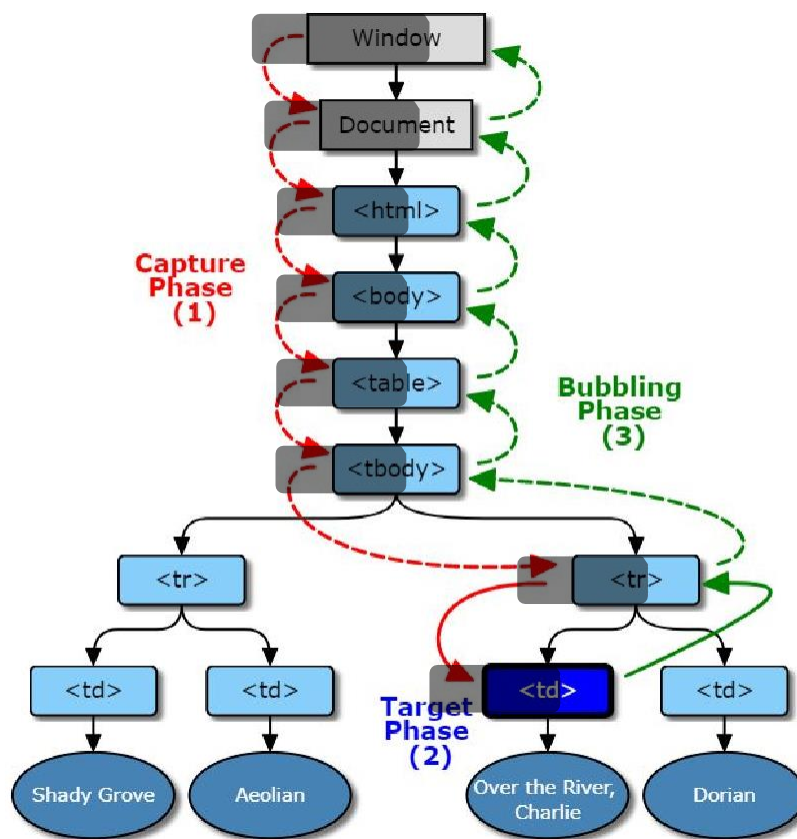 Window
Document
<html>
Capture
Phase
(1)
<body>
<table>
Bubbling
Phase
(3)
<tbody>
<tr>
<tr>
<td>
<td>
<td>
<td>
Target
Phase
(2)
Shady Grove
Aeolian
Over the River,
Charlie
Dorian